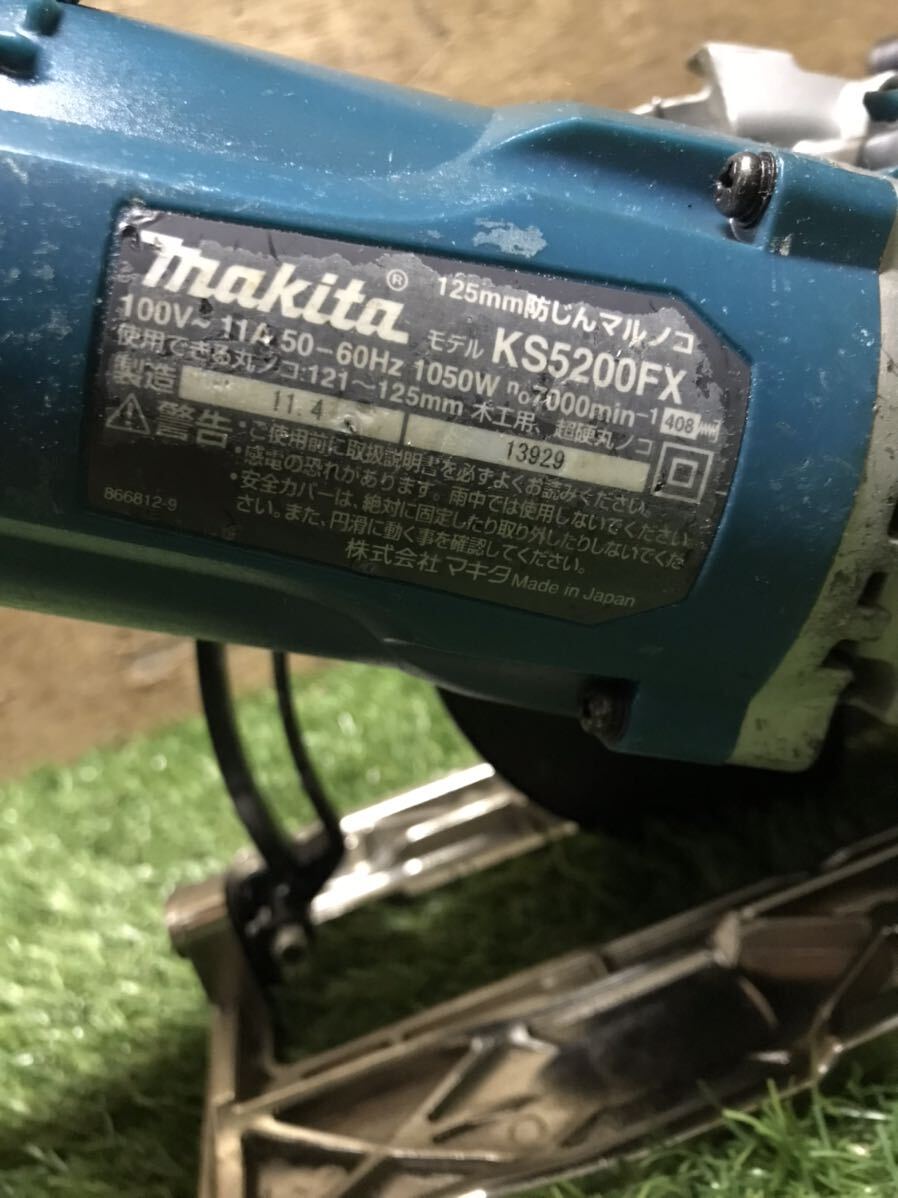 makita®
125mm防じんマルノコ
モデル KS5200FX
100V~ 11A 50-60Hz 1050W n₀7000min-1 408
使用できる丸ノコ:121～125mm 木工用、超硬丸ノコ
製造 11.4 13929
警告
・ご使用前に取扱説明書を必ずよくお読みください。
・感電の恐れがあります。雨中では使用しないでください。
・安全カバーは、絶対に固定したり取り外したりしないでくだ
さい。また、円滑に動く事を確認してください。
866812-9
株式会社 マキタ Made in Japan